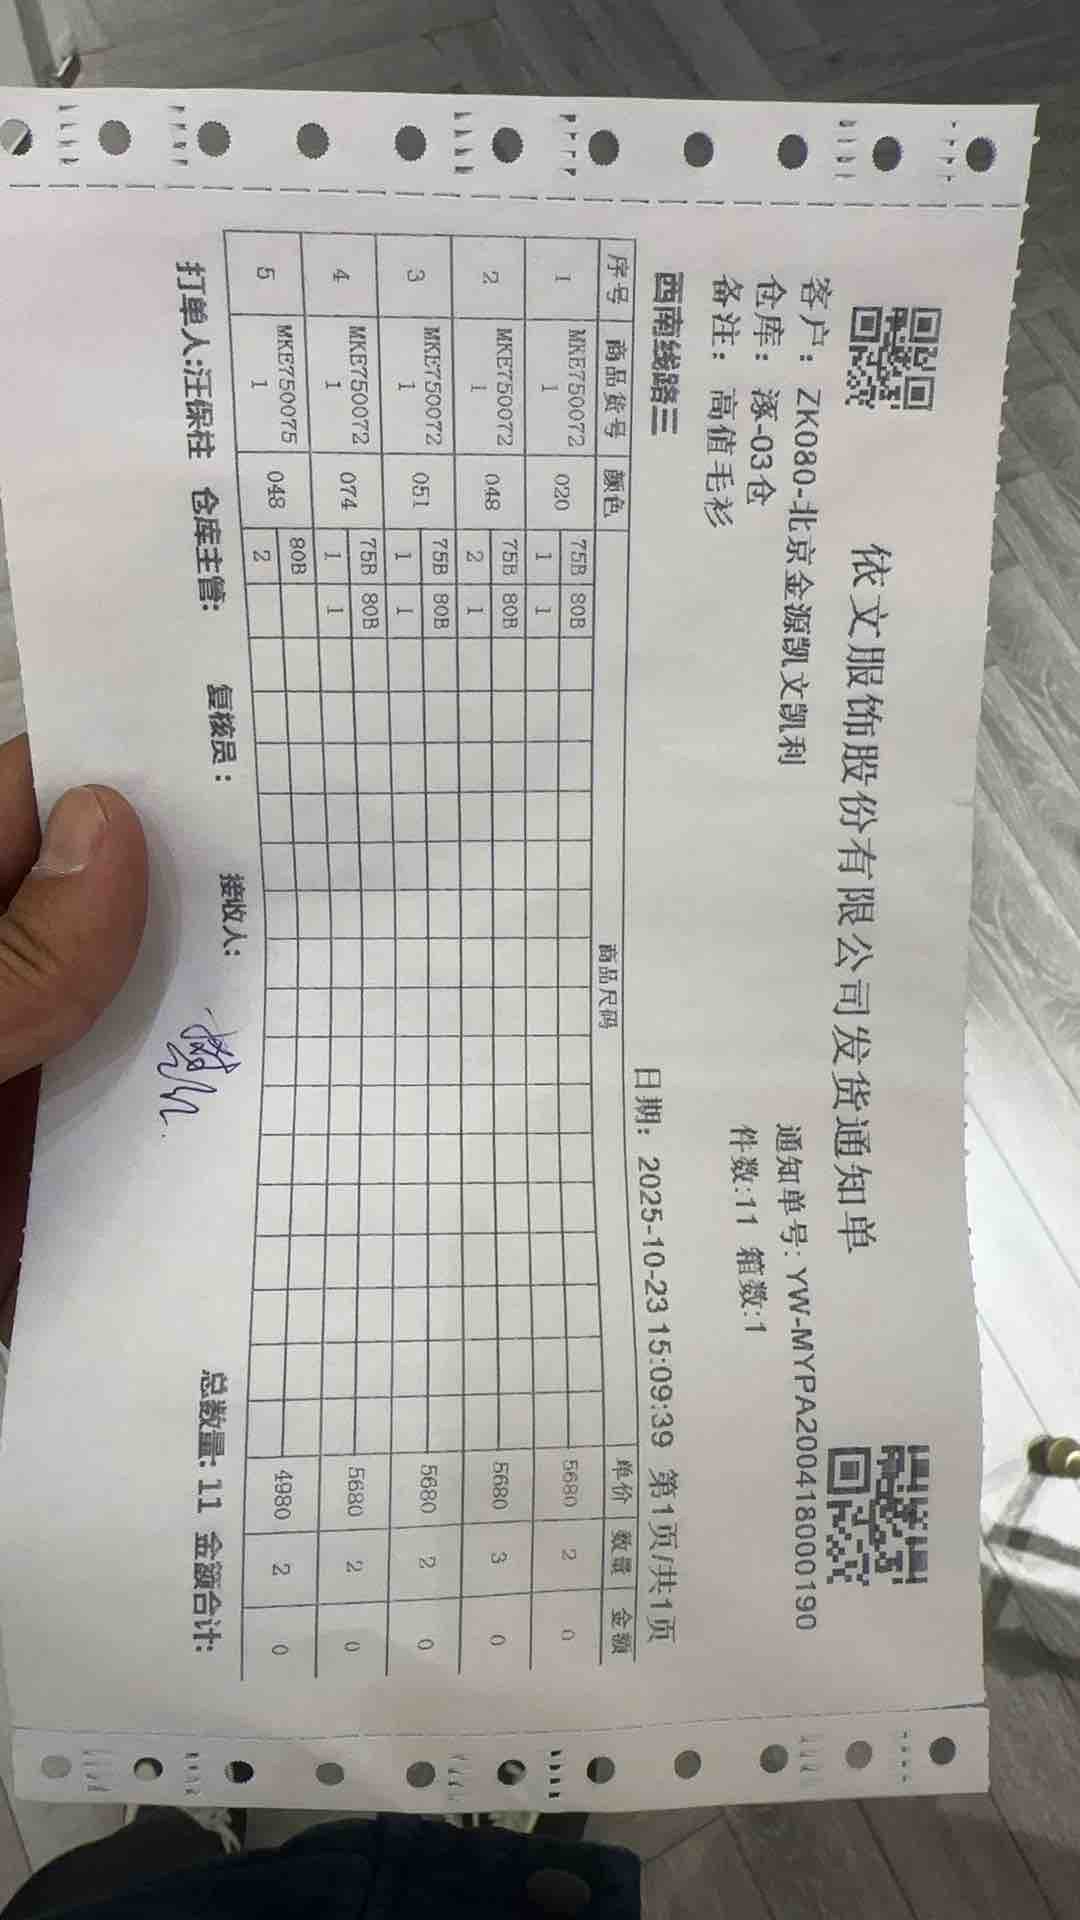 依文服饰股份有限公司发货通知单
客户： ZK080-北京金源凯文凯利 通知单号: YW-MYPA200418000190
仓库： 涿-03仓 件数:11 箱数:1
备注： 高值毛衫
西南线路三 日期: 2025-10-23 15:09:39 第1页/共1页
序号 商品货号 颜色 商品尺码 单价 数量 金额
1 MKE750072 020 75B 80B 5680 2 0
1 1 1
2 MKE750072 048 75B 80B 5680 3 0
1 2 1
3 MKE750072 051 75B 80B 5680 2 0
1 1 1
4 MKE750072 074 75B 80B 5680 2 0
1 1 1
5 MKE750075 048 80B 4980 2 0
1 2
打单人:汪保柱 仓库主管: 复核员： 接收人: 总数量: 11 金额合计: